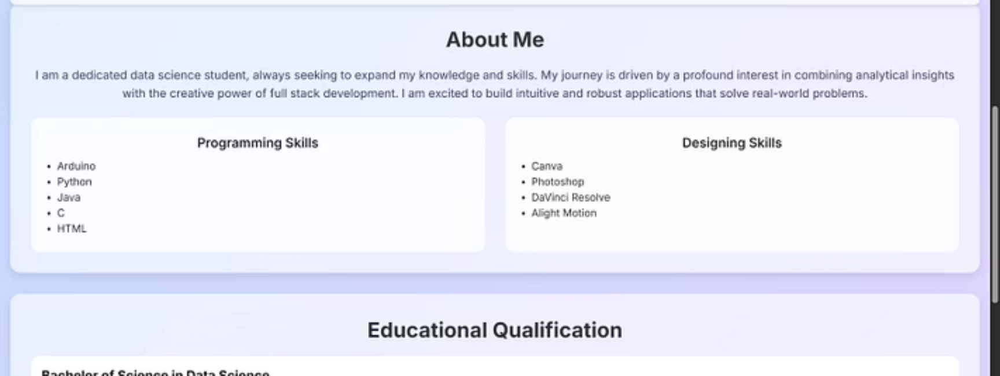 About Me
I am a dedicated data science student, always seeking to expand my knowledge and skills. My journey is driven by a profound interest in combining analytical insights
with the creative power of full stack development. I am excited to build intuitive and robust applications that solve real-world problems.
Programming Skills
• Arduino
• Python
• Java
• C
• HTML
Designing Skills
• Canva
• Photoshop
• DaVinci Resolve
• Alight Motion
Educational Qualification
Bachelor of Science in Data Science